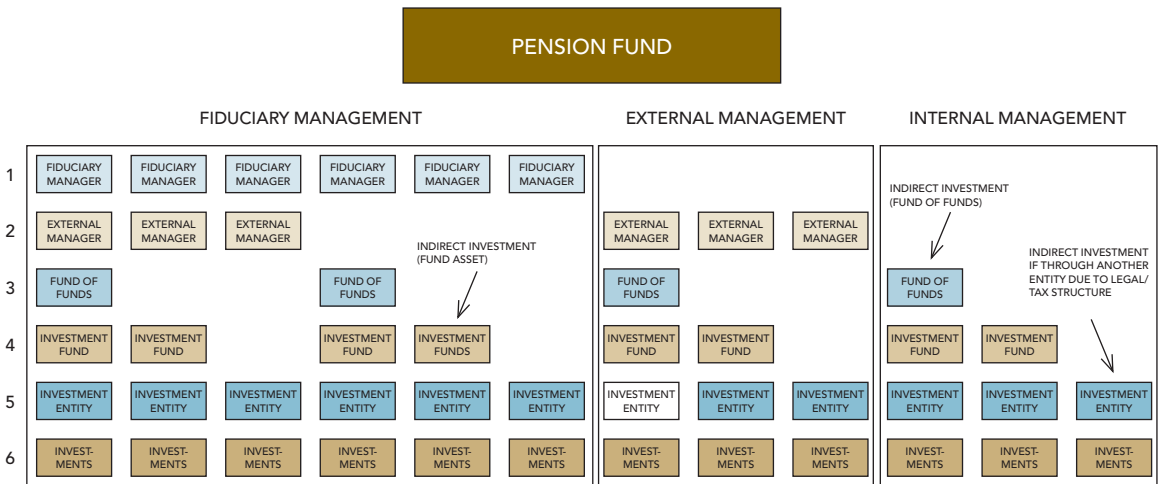 PENSION FUND
FIDUCIARY MANAGEMENT
EXTERNAL MANAGEMENT
INTERNAL MANAGEMENT
1
FIDUCIARY
MANAGER
FIDUCIARY
MANAGER
FIDUCIARY
MANAGER
FIDUCIARY
MANAGER
FIDUCIARY
MANAGER
FIDUCIARY
MANAGER
INDIRECT INVESTMENT
(FUND OF FUNDS)
2
EXTERNAL
MANAGER
EXTERNAL
MANAGER
EXTERNAL
MANAGER
INDIRECT INVESTMENT
(FUND ASSET)
EXTERNAL
MANAGER
EXTERNAL
MANAGER
EXTERNAL
MANAGER
INDIRECT INVESTMENT
IF THROUGH ANOTHER
ENTITY DUE TO LEGAL/
TAX STRUCTURE
3
FUND OF
FUNDS
FUND OF
FUNDS
FUND OF
FUNDS
FUND OF
FUNDS
4
INVESTMENT
FUND
INVESTMENT
FUND
INVESTMENT
FUND
INVESTMENT
FUNDS
INVESTMENT
FUND
INVESTMENT
FUND
INVESTMENT
FUND
INVESTMENT
FUND
5
INVESTMENT
ENTITY
INVESTMENT
ENTITY
INVESTMENT
ENTITY
INVESTMENT
ENTITY
INVESTMENT
ENTITY
INVESTMENT
ENTITY
INVESTMENT
ENTITY
INVESTMENT
ENTITY
INVESTMENT
ENTITY
INVESTMENT
ENTITY
INVESTMENT
ENTITY
INVESTMENT
ENTITY
6
INVEST-
MENTS
INVEST-
MENTS
INVEST-
MENTS
INVEST-
MENTS
INVEST-
MENTS
INVEST-
MENTS
INVEST-
MENTS
INVEST-
MENTS
INVEST-
MENTS
INVEST-
MENTS
INVEST-
MENTS
INVEST-
MENTS